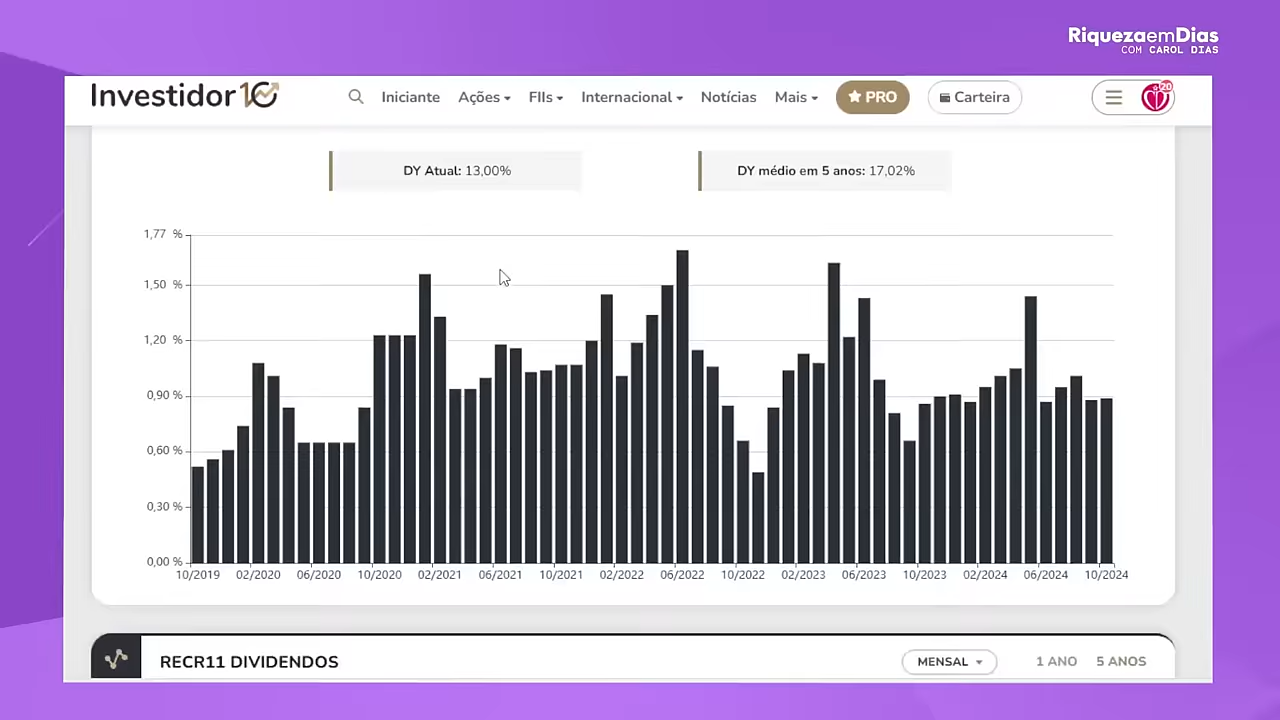 RiquezaemDias
COM CAROL DIAS
Investidor 10
Iniciante Ações FIIs Internacional Notícias Mais PRO Carteira
20
DY Atual: 13,00% DY médio em 5 anos: 17,02%
1,77 %
1,50 %
1,20 %
0,90 %
0,60 %
0,30 %
0,00 %
10/2019 02/2020 06/2020 10/2020 02/2021 06/2021 10/2021 02/2022 06/2022 10/2022 02/2023 06/2023 10/2023 02/2024 06/2024 10/2024
RECR11 DIVIDENDOS MENSAL 1 ANO 5 ANOS